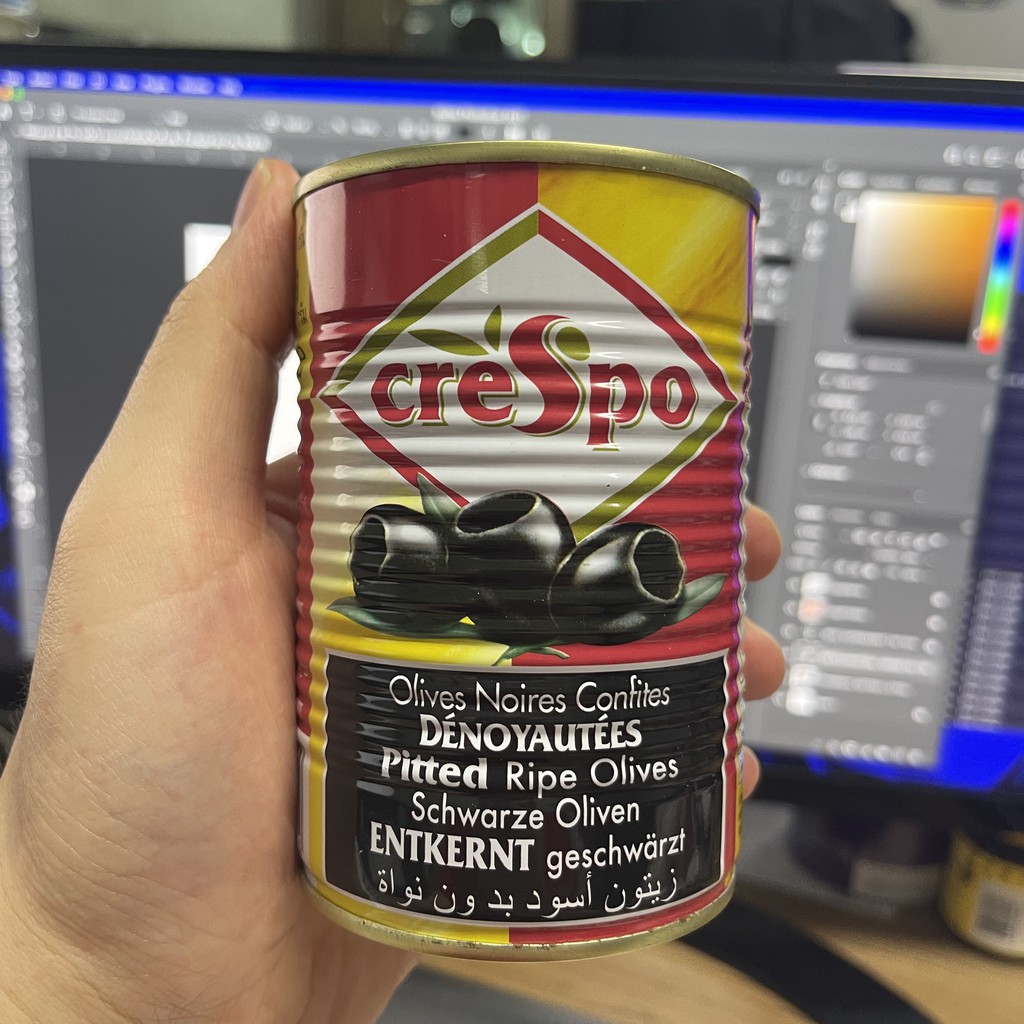 creSpo
Olives Noires Confites
DÉNOYAUTÉES
Pitted Ripe Olives
Schwarze Oliven
ENTKERNT geschwärzt
زيتون أسود بدون نواة